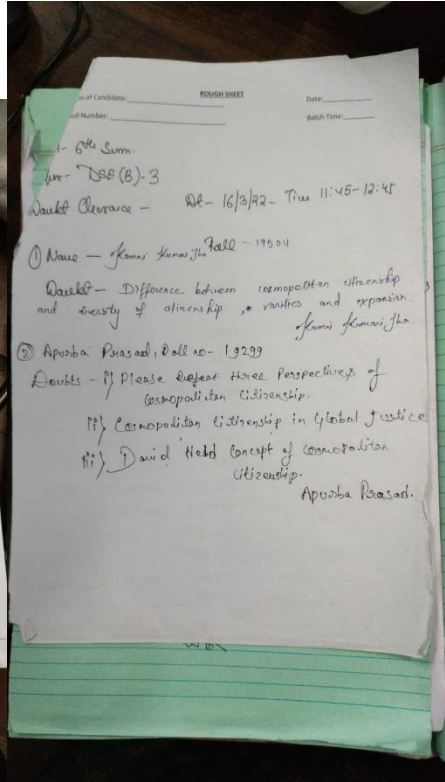 ROUGH SHEET
e of Candidate: Date:
oll Number: Batch Time:
6th Sem.
DSE (B)-3
Doubt Clearance - Dt- 16/3/22- Time 11:45-12:45
① Name - Kumari Jha Roll - 19504
Doubt - Difference between cosmopolitan citizenship
and diversity of citizenship, varities and expansion.
Kumari Jha
② Apurba Prasad, Roll no- 19299
Doubts - i) Please repeat three Perspectives of
Cosmopolitan Citizenship.
ii) Cosmopolitan Citizenship in Global Justice
iii) David Held Concept of Cosmopolitan
Citizenship.
Apurba Prasad.